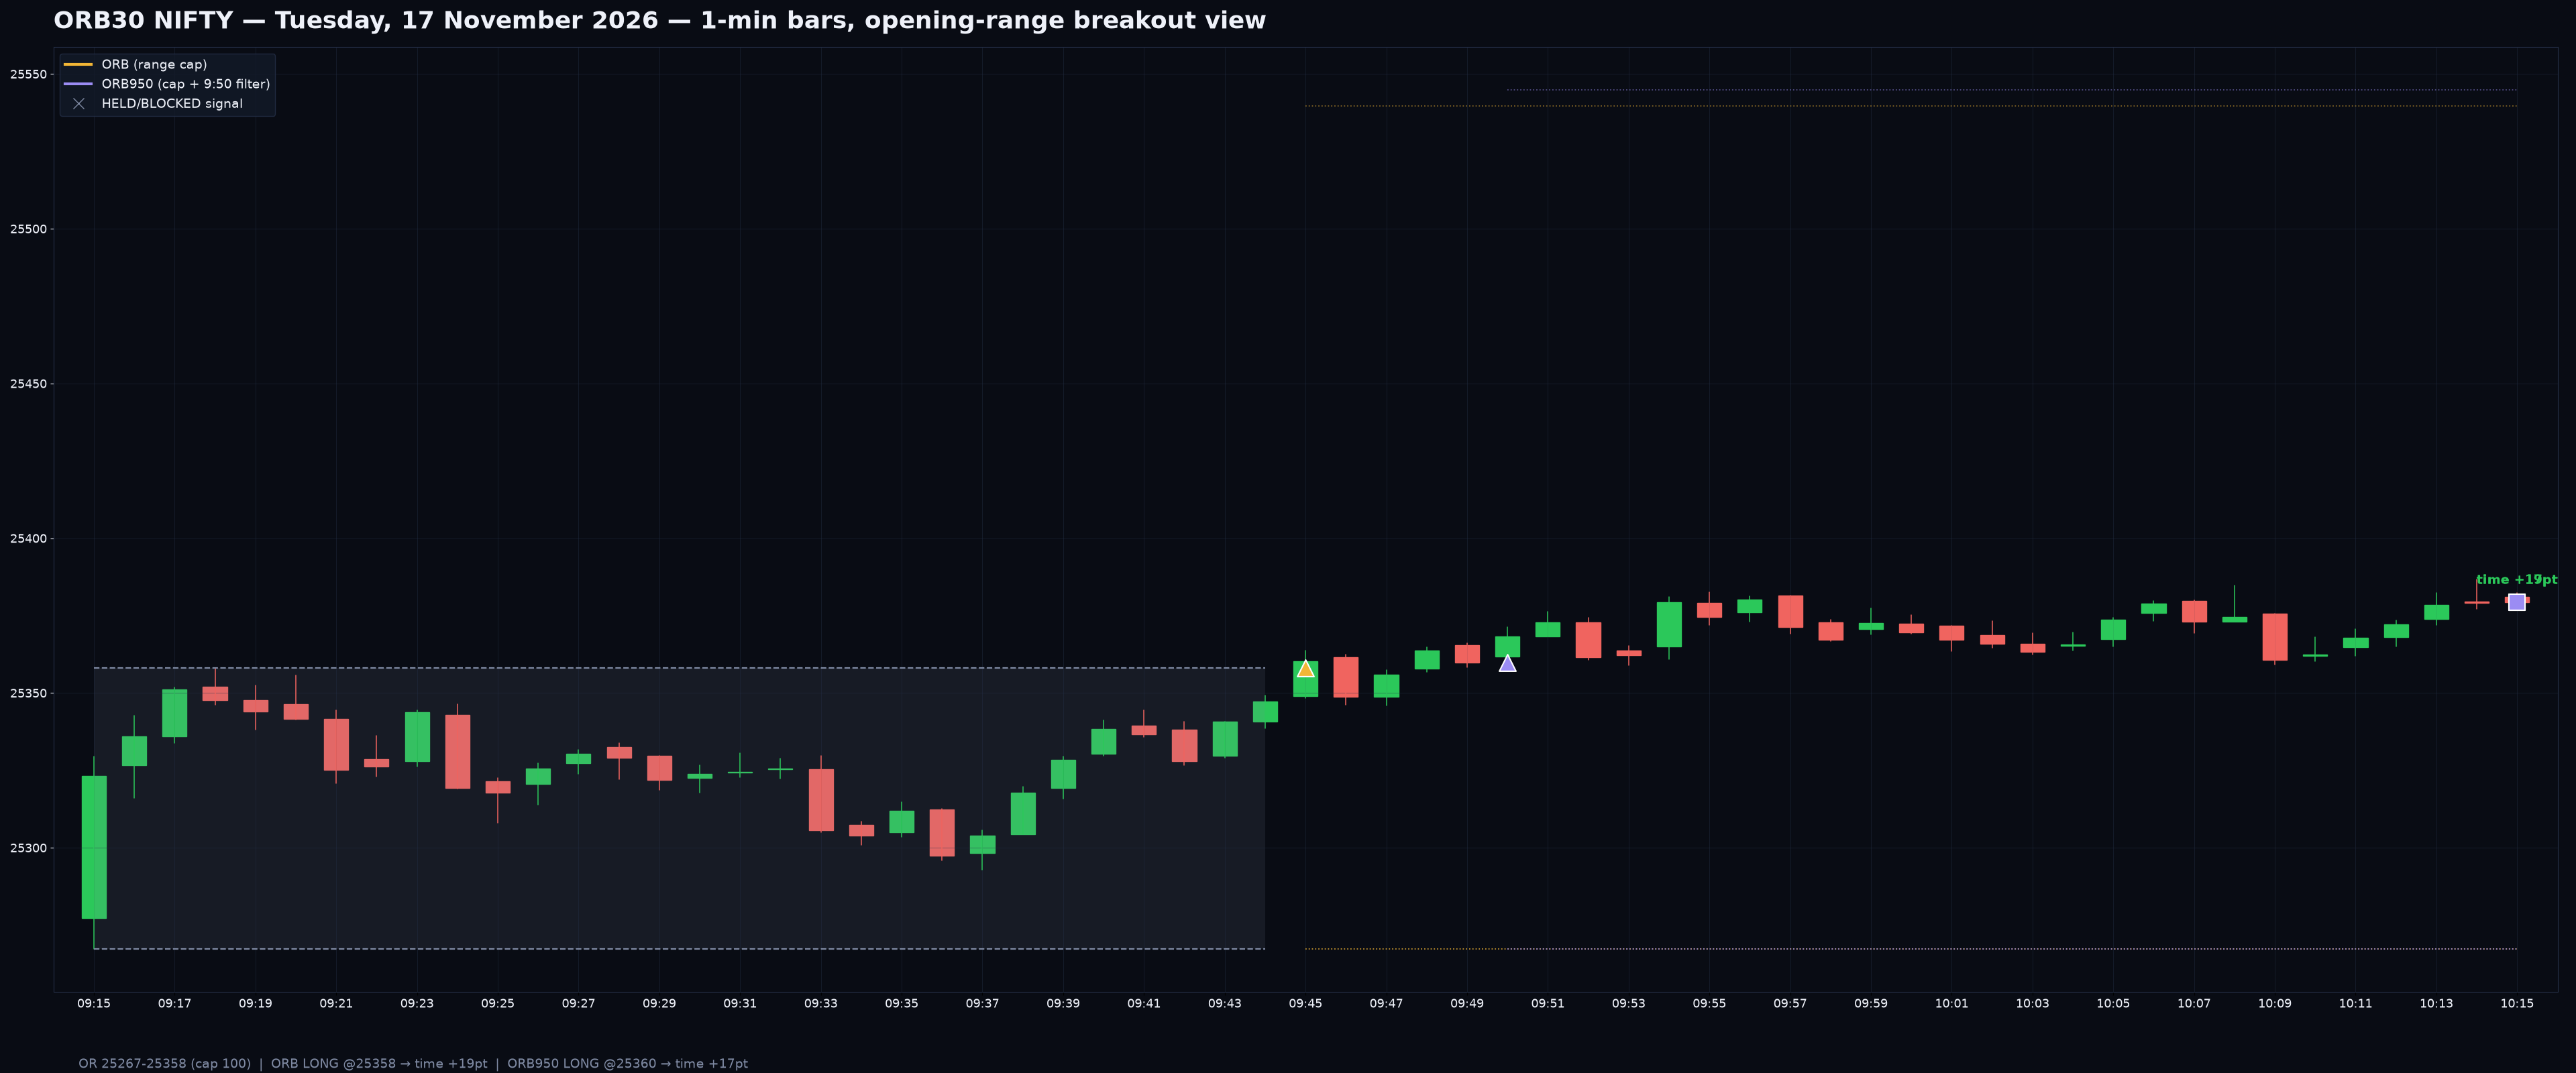 ORB30 NIFTY — Tuesday, 17 November 2026 — 1-min bars, opening-range breakout view
ORB (range cap)
ORB950 (cap + 9:50 filter)
HELD/BLOCKED signal
25550
25500
25450
25400
25350
25300
time +17pt
09:15 09:17 09:19 09:21 09:23 09:25 09:27 09:29 09:31 09:33 09:35 09:37 09:39 09:41 09:43 09:45 09:47 09:49 09:51 09:53 09:55 09:57 09:59 10:01 10:03 10:05 10:07 10:09 10:11 10:13 10:15
OR 25267-25358 (cap 100) | ORB LONG @25358 → time +19pt | ORB950 LONG @25360 → time +17pt